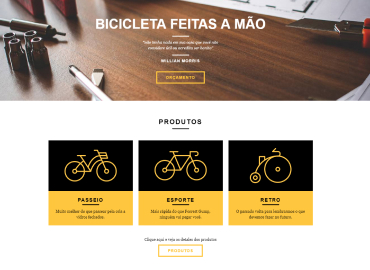 BICICLETA FEITAS A MÃO
"não tenha nada em sua casa que você não
considere útil ou acredita ser bonito"
WILLIAN MORRIS
ORÇAMENTO
PRODUTOS
PASSEIO
Muito melhor do que passear pela orla a
vidros fechados.
ESPORTE
Mais rápida do que Forrest Gump,
ninguém vai pegar você.
RETRO
O passado volta para lembrarmos o que
devemos fazer no futuro.
Clique aqui e veja os detalhes dos produtos
PRODUTOS